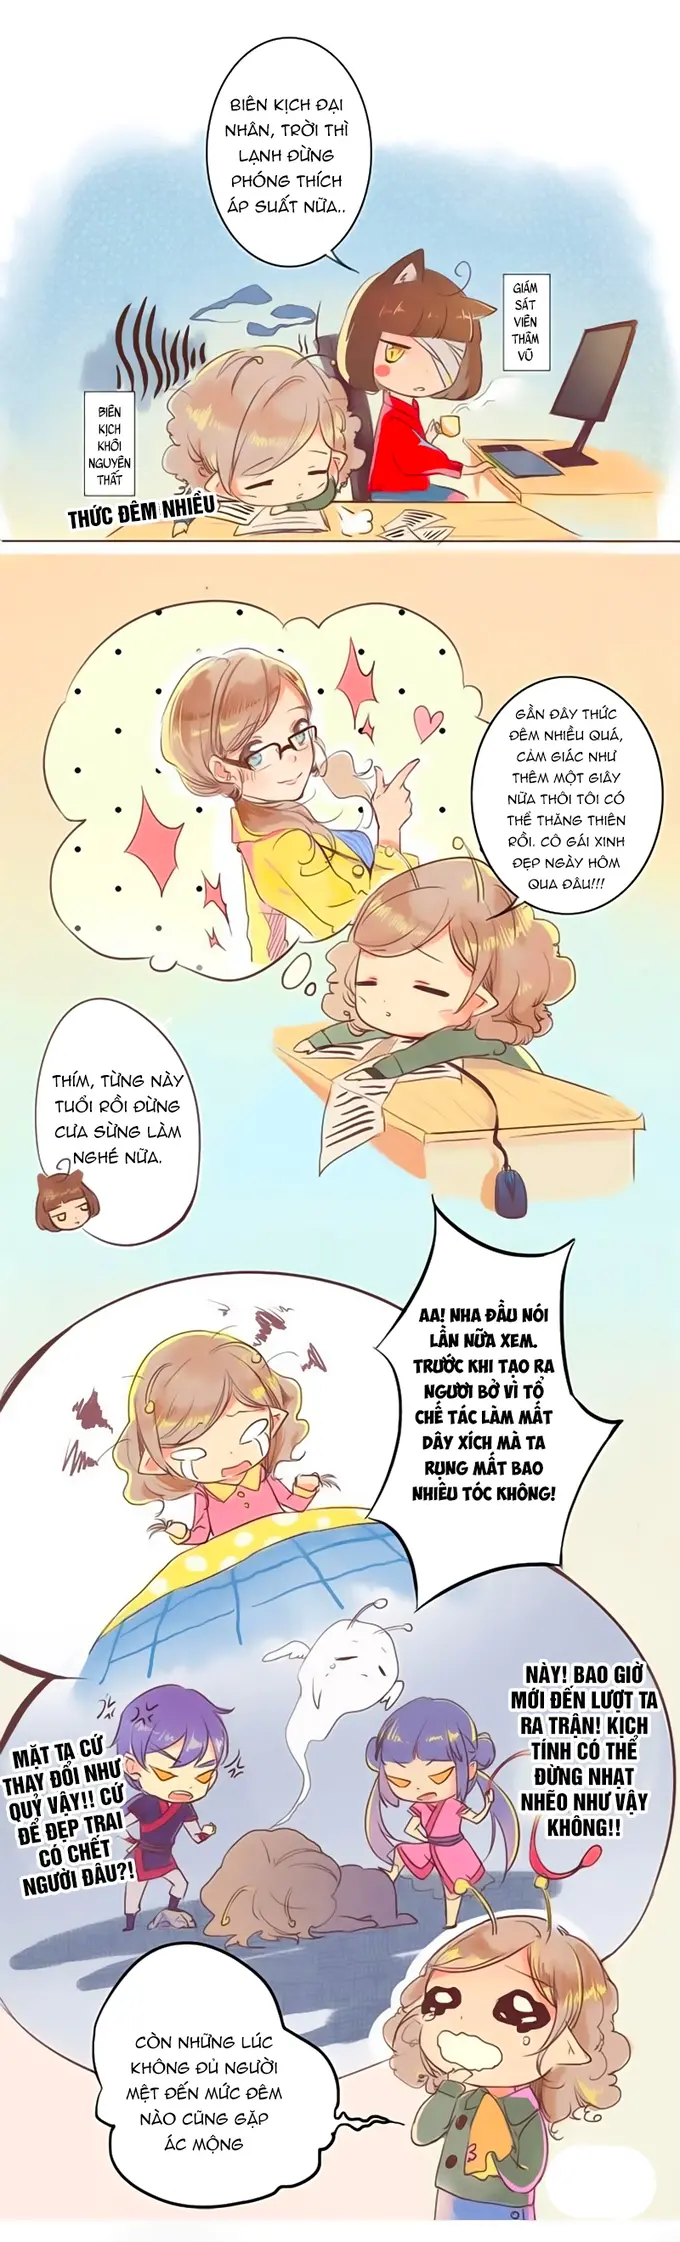 BIÊN KỊCH ĐẠI
NHÂN, TRỜI THÌ
LẠNH ĐỪNG
PHÓNG THÍCH
ÁP SUẤT NỮA..
GIÁM
SÁT
VIÊN
THÂM
VŨ
BIÊN
KỊCH
KHÔI
NGUYÊN
THẤT
THỨC ĐÊM NHIỀU
GẦN ĐÂY THỨC
ĐÊM NHIỀU QUÁ,
CẢM GIÁC NHƯ
THÊM MỘT GIÂY
NỮA THÔI TÔI CÓ
THỂ THĂNG THIÊN
RỒI. CÔ GÁI XINH
ĐẸP NGÀY HÔM
QUA ĐÂU!!!
THÍM, TỪNG NÀY
TUỔI RỒI ĐỪNG
CƯA SỪNG LÀM
NGHÉ NỮA.
AA! NHA ĐẦU NÓI
LẦN NỮA XEM.
TRƯỚC KHI TẠO RA
NGƯƠI BỞ VÌ TỔ
CHẾ TÁC LÀM MẤT
DÂY XÍCH MÀ TA
RỤNG MẤT BAO
NHIÊU TÓC KHÔNG!
NÀY! BAO GIỜ
MỚI ĐẾN LƯỢT TA
RA TRẬN! KỊCH
TÍNH CÓ THỂ
ĐỪNG NHẠT
NHẼO NHƯ VẬY
KHÔNG!!
MẶT TA CỨ
THAY ĐỔI NHƯ
QUỶ VẬY!! CỨ
ĐỂ ĐẸP TRAI
CÓ CHẾT
NGƯỜI ĐÂU?!
CÒN NHỮNG LÚC
KHÔNG ĐỦ NGƯỜI
MỆT ĐẾN MỨC ĐÊM
NÀO CŨNG GẶP
ÁC MỘNG